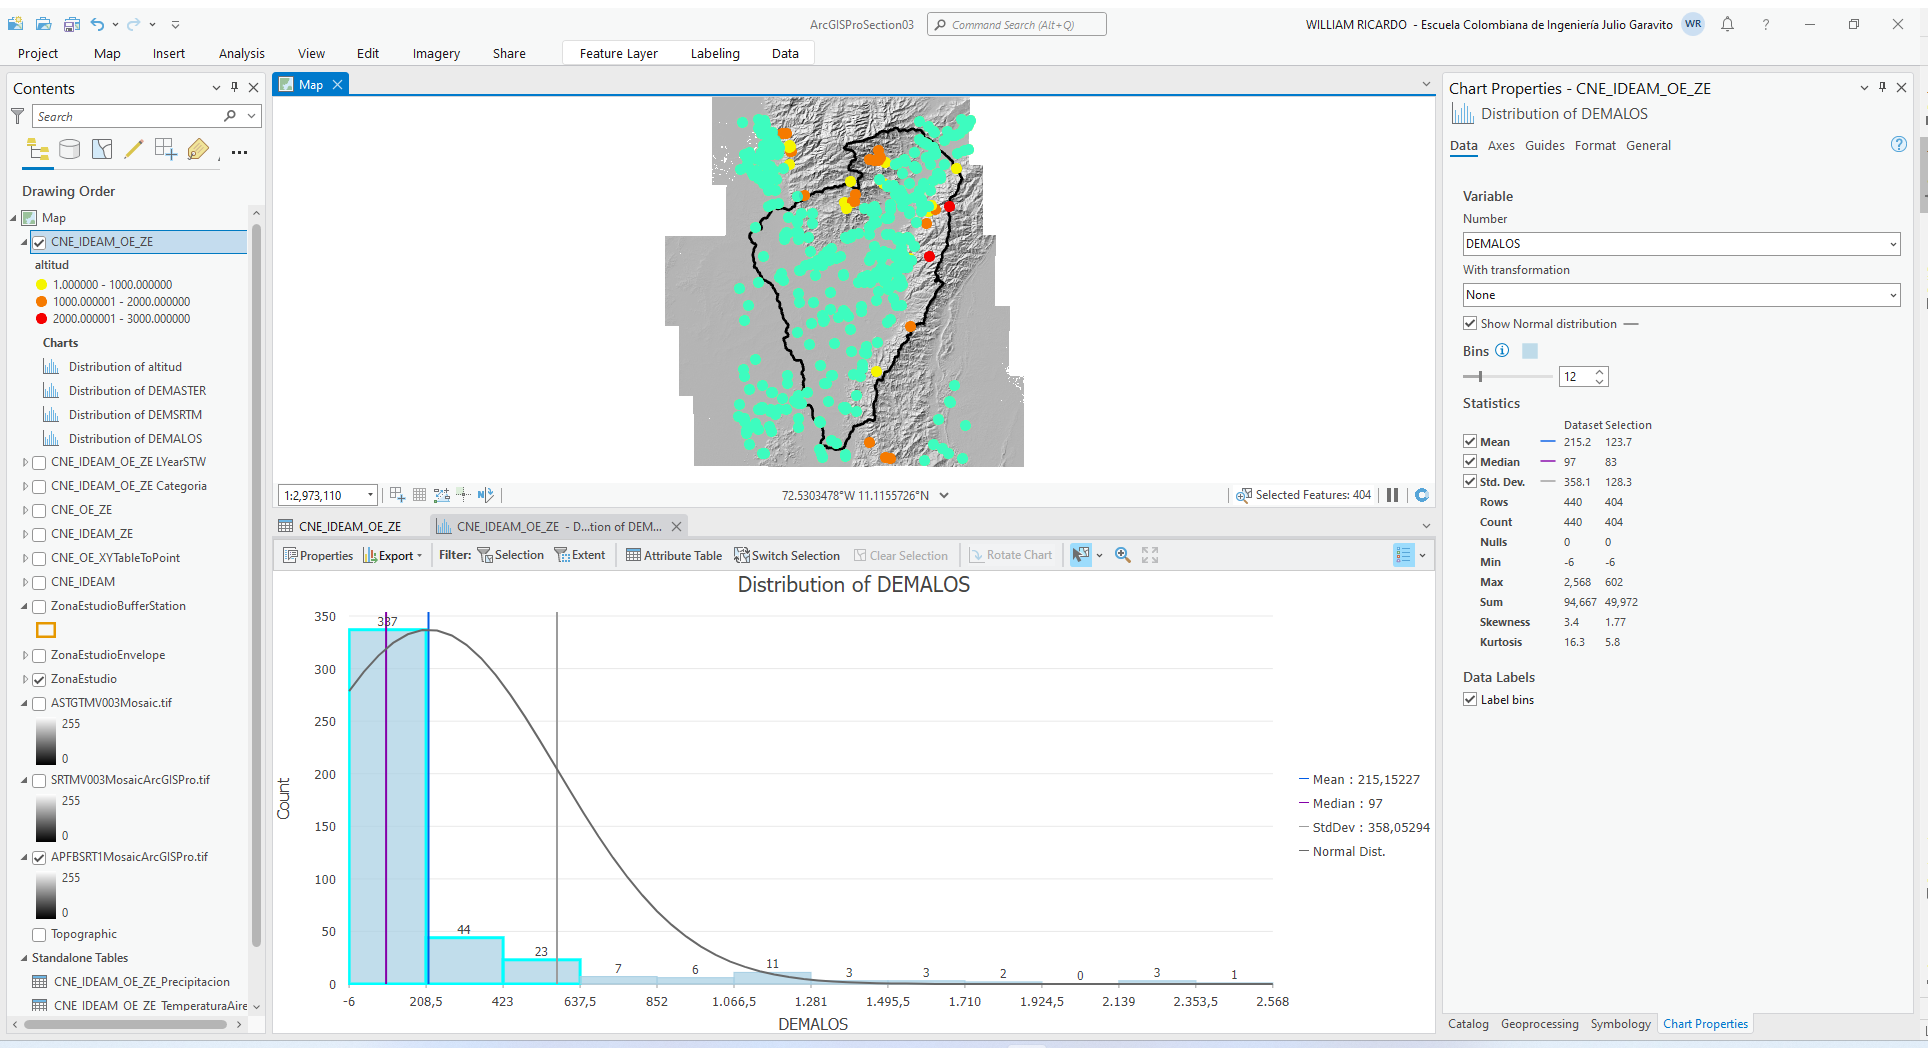 ArcGISProSection03
Command Search (Alt+Q)
WILLIAM RICARDO - Escuela Colombiana de Ingeniería Julio Garavito
WR
?
Project
Map
Insert
Analysis
View
Edit
Imagery
Share
Feature Layer
Labeling
Data
Contents
Search
Drawing Order
Map
CNE_IDEAM_OE_ZE
altitud
1.000000 - 1000.000000
1000.000001 - 2000.000000
2000.000001 - 3000.000000
Charts
Distribution of altitud
Distribution of DEMASTER
Distribution of DEMSRTM
Distribution of DEMALOS
CNE_IDEAM_OE_ZE LYearSTW
CNE_IDEAM_OE_ZE Categoria
CNE_OE_ZE
CNE_IDEAM_ZE
CNE_OE_XYTableToPoint
CNE_IDEAM
ZonaEstudioBufferStation
ZonaEstudioEnvelope
ZonaEstudio
ASTGTMV003Mosaic.tif
255
0
SRTMV003MosaicArcGISPro.tif
255
0
APFBSRT1MosaicArcGISPro.tif
255
0
Topographic
Standalone Tables
CNE_IDEAM_OE_ZE_Precipitacion
CNE_IDEAM_OE_ZE_TemperaturaAire
Map
1:2,973,110
72.5303478°W 11.1155726°N
Selected Features: 404
CNE_IDEAM_OE_ZE
CNE_IDEAM_OE_ZE - D...tion of DEM...
Properties
Export
Filter:
Selection
Extent
Attribute Table
Switch Selection
Clear Selection
Rotate Chart
Distribution of DEMALOS
350
300
250
200
150
100
50
0
Count
337
44
23
7
6
11
3
3
2
0
3
1
-6
208,5
423
637,5
852
1.066,5
1.281
1.495,5
1.710
1.924,5
2.139
2.353,5
2.568
DEMALOS
Mean : 215,15227
Median : 97
StdDev : 358,05294
Normal Dist.
Chart Properties - CNE_IDEAM_OE_ZE
Distribution of DEMALOS
Data
Axes
Guides
Format
General
?
Variable
Number
DEMALOS
With transformation
None
Show Normal distribution
Bins
12
Statistics
Dataset Selection
Mean 215.2 123.7
Median 97 83
Std. Dev. 358.1 128.3
Rows 440 404
Count 440 404
Nulls 0 0
Min -6 -6
Max 2,568 602
Sum 94,667 49,972
Skewness 3.4 1.77
Kurtosis 16.3 5.8
Data Labels
Label bins
Catalog
Geoprocessing
Symbology
Chart Properties